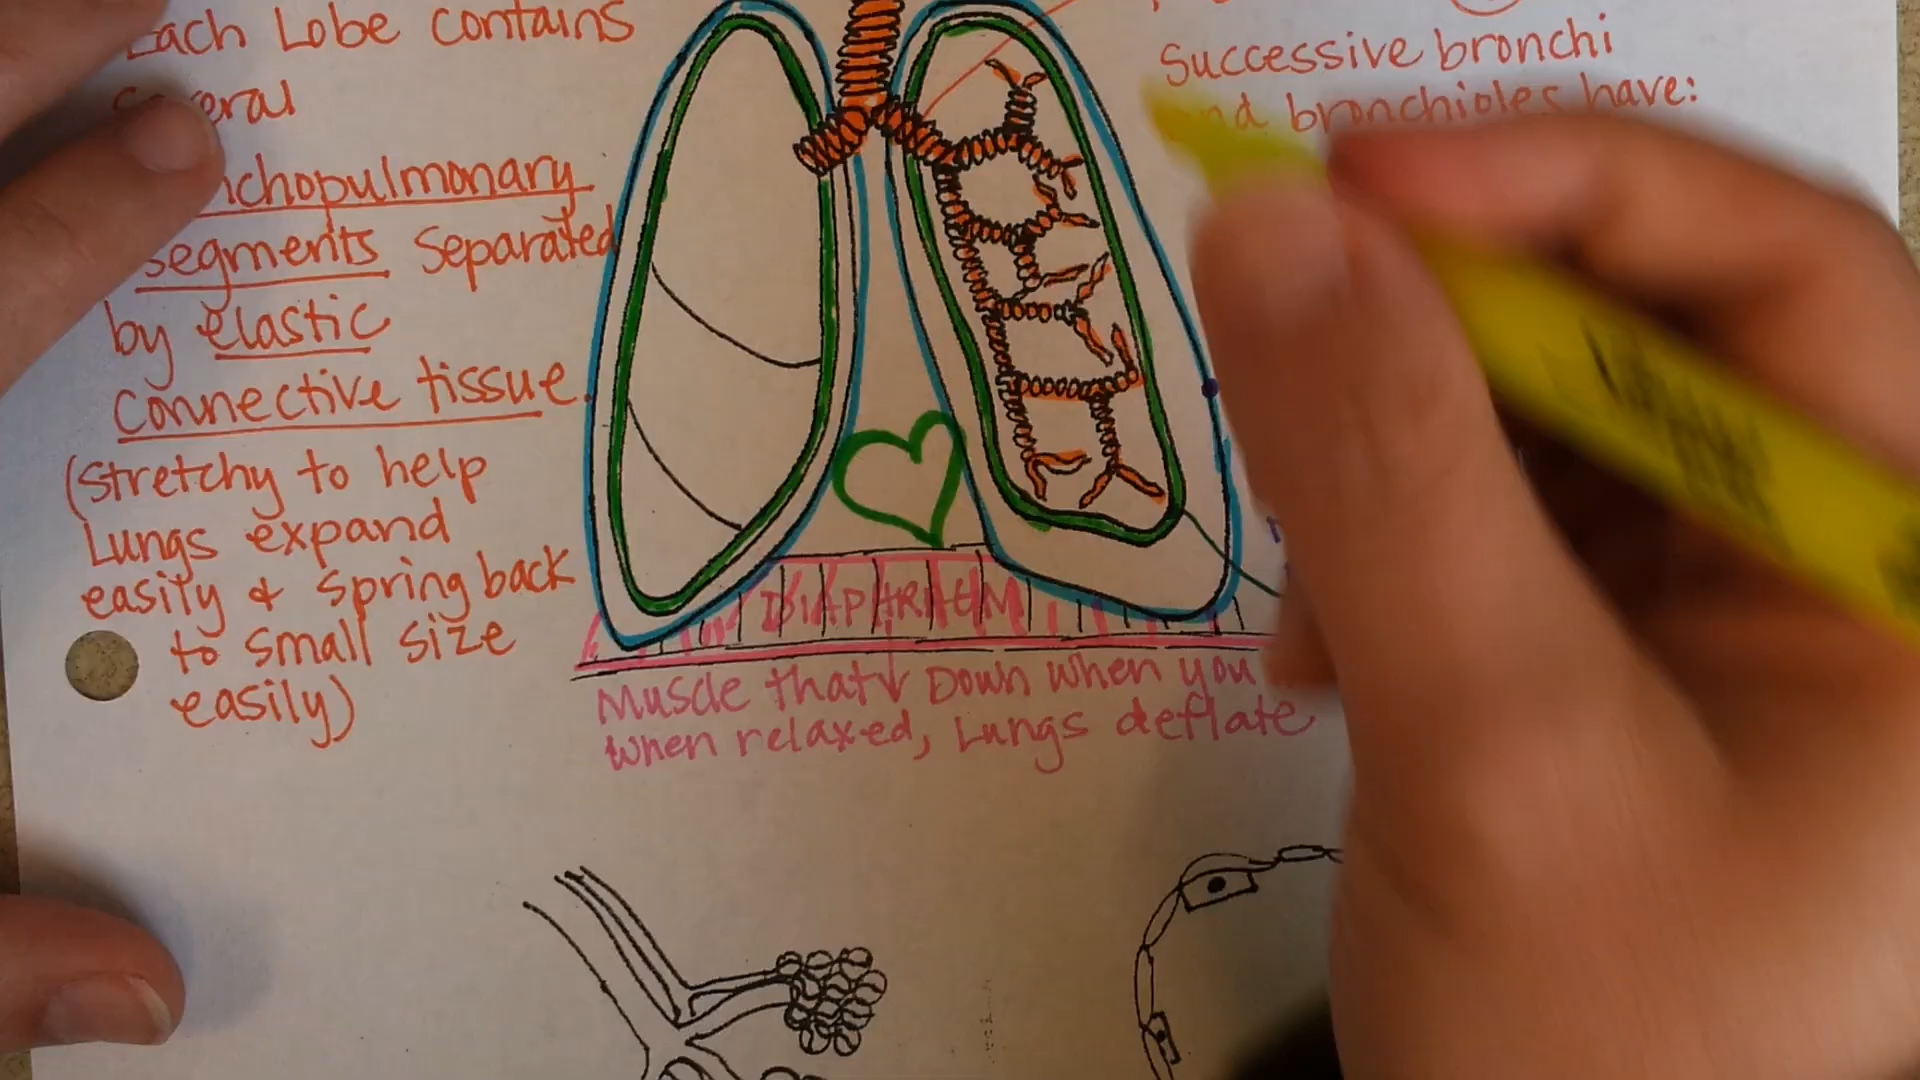 Each Lobe contains
Several
nchopulmonary
segments separated
by elastic
connective tissue.
(stretchy to help
Lungs expand
easily & spring back
to small size
easily)
Successive bronchi
and bronchioles have:
DIAPHRAGM
Muscle that ↓ Down when you
when relaxed, Lungs deflate